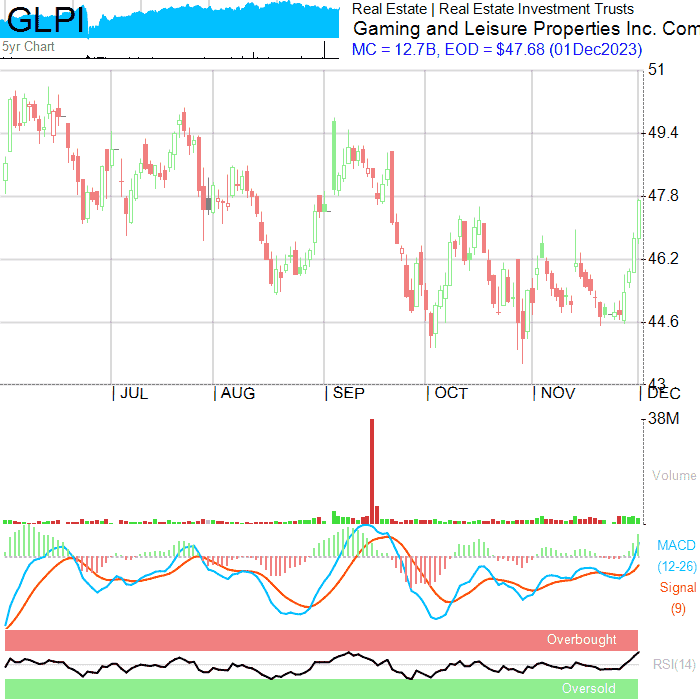 GLPI
5yr Chart
Real Estate | Real Estate Investment Trusts
Gaming and Leisure Properties Inc. Com
MC = 12.7B, EOD = $47.68 (01Dec2023)
51
49.4
47.8
46.2
44.6
43
JUL AUG SEP OCT NOV DEC
38M
Volume
MACD
(12-26)
Signal
(9)
Overbought
RSI(14)
Oversold